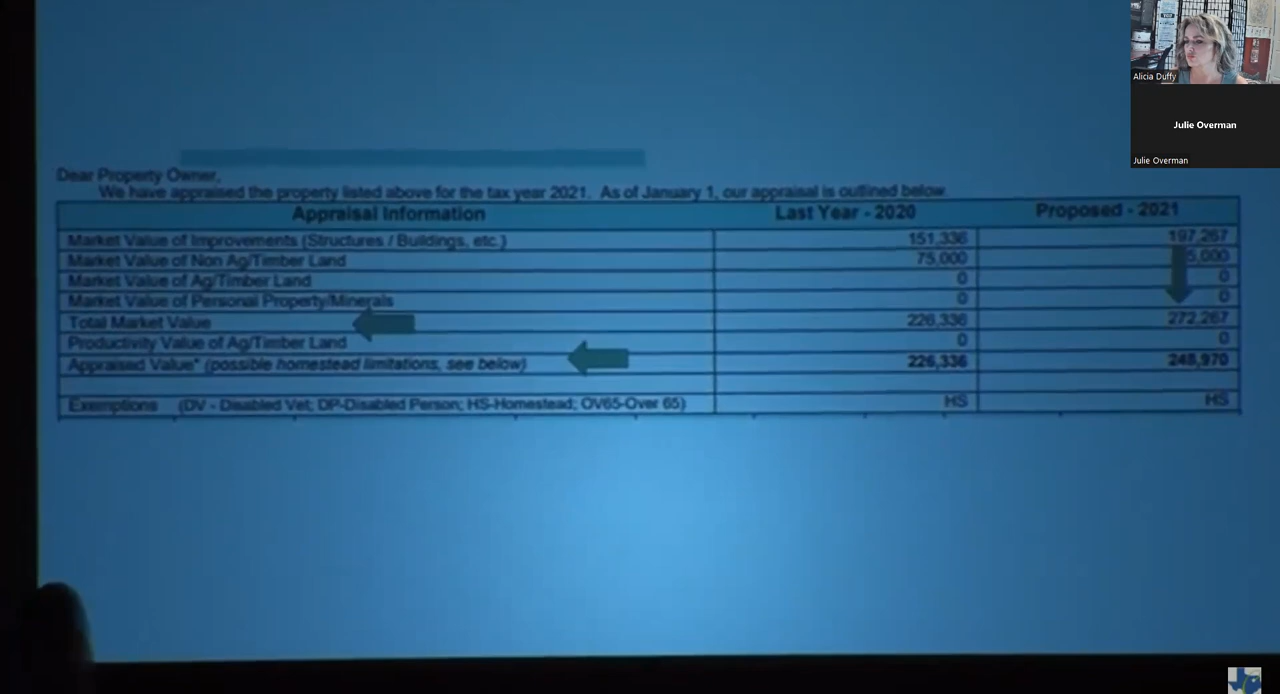 Alicia Duffy
Julie Overman
Julie Overman
Dear Property Owner,
We have appraised the property listed above for the tax year 2021. As of January 1, our appraisal is outlined below.
Appraisal Information Last Year - 2020 Proposed - 2021
Market Value of Improvements (Structures / Buildings, etc.) 151,336 197,267
Market Value of Non Ag/Timber Land 75,000 5,000
Market Value of Ag/Timber Land 0 0
Market Value of Personal Property/Minerals 0 0
Total Market Value 226,336 272,267
Productivity Value of Ag/Timber Land 0 0
Appraised Value* (possible homestead limitations, see below) 226,336 248,970
Exemptions (DV - Disabled Vet; DP-Disabled Person; HS-Homestead; OV65-Over 65) HS HS